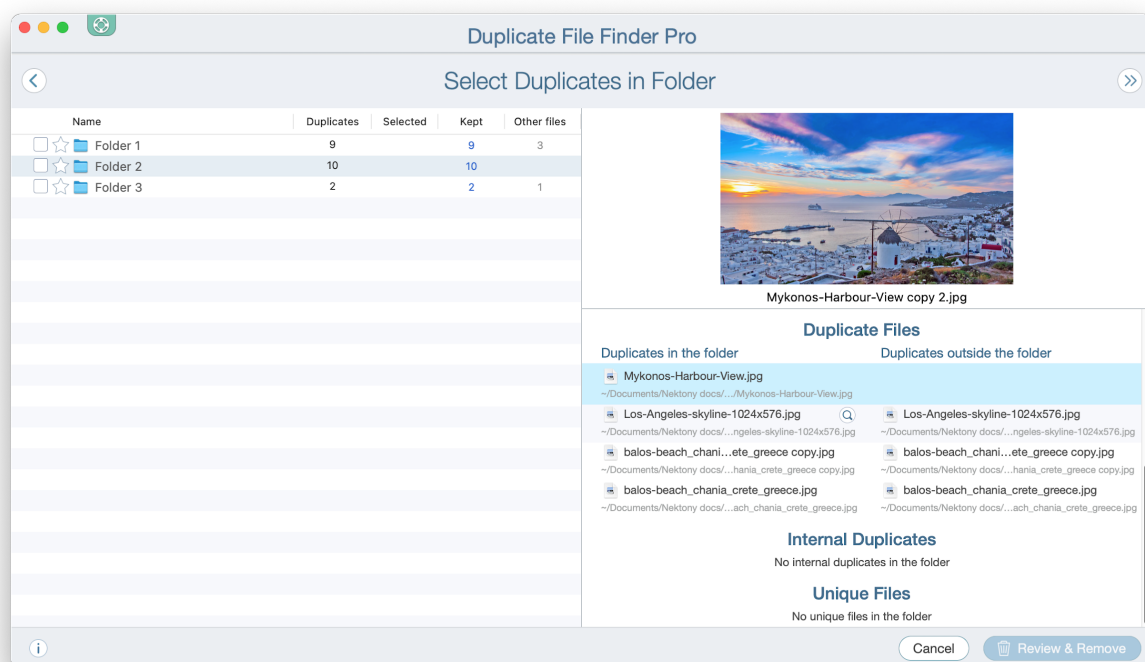 Duplicate File Finder Pro
Select Duplicates in Folder
Name Duplicates Selected Kept Other files
Folder 1 9 9 3
Folder 2 10 10
Folder 3 2 2 1
Mykonos-Harbour-View copy 2.jpg
Duplicate Files
Duplicates in the folder Duplicates outside the folder
Mykonos-Harbour-View.jpg
~/Documents/Nektony docs/.../Mykonos-Harbour-View.jpg
Los-Angeles-skyline-1024x576.jpg Los-Angeles-skyline-1024x576.jpg
~/Documents/Nektony docs/...ngeles-skyline-1024x576.jpg ~/Documents/Nektony docs/...ngeles-skyline-1024x576.jpg
balos-beach_chani...ete_greece copy.jpg balos-beach_chani...ete_greece copy.jpg
~/Documents/Nektony docs/...hania_crete_greece copy.jpg ~/Documents/Nektony docs/...hania_crete_greece copy.jpg
balos-beach_chania_crete_greece.jpg balos-beach_chania_crete_greece.jpg
~/Documents/Nektony docs/...ach_chania_crete_greece.jpg ~/Documents/Nektony docs/...ach_chania_crete_greece.jpg
Internal Duplicates
No internal duplicates in the folder
Unique Files
No unique files in the folder
Cancel Review & Remove